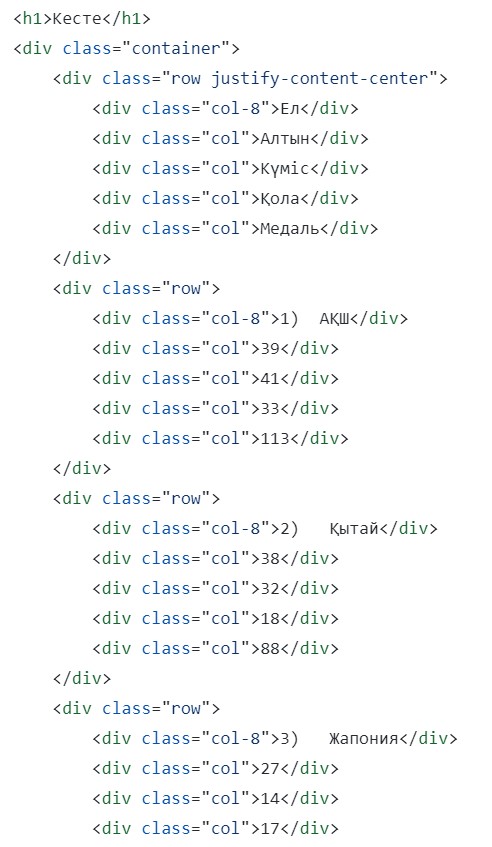 <h1>Кесте</h1>
<div class="container">
    <div class="row justify-content-center">
        <div class="col-8">Ел</div>
        <div class="col">Алтын</div>
        <div class="col">Күміс</div>
        <div class="col">Қола</div>
        <div class="col">Медаль</div>
    </div>
    <div class="row">
        <div class="col-8">1)  АҚШ</div>
        <div class="col">39</div>
        <div class="col">41</div>
        <div class="col">33</div>
        <div class="col">113</div>
    </div>
    <div class="row">
        <div class="col-8">2)   Қытай</div>
        <div class="col">38</div>
        <div class="col">32</div>
        <div class="col">18</div>
        <div class="col">88</div>
    </div>
    <div class="row">
        <div class="col-8">3)   Жапония</div>
        <div class="col">27</div>
        <div class="col">14</div>
        <div class="col">17</div>